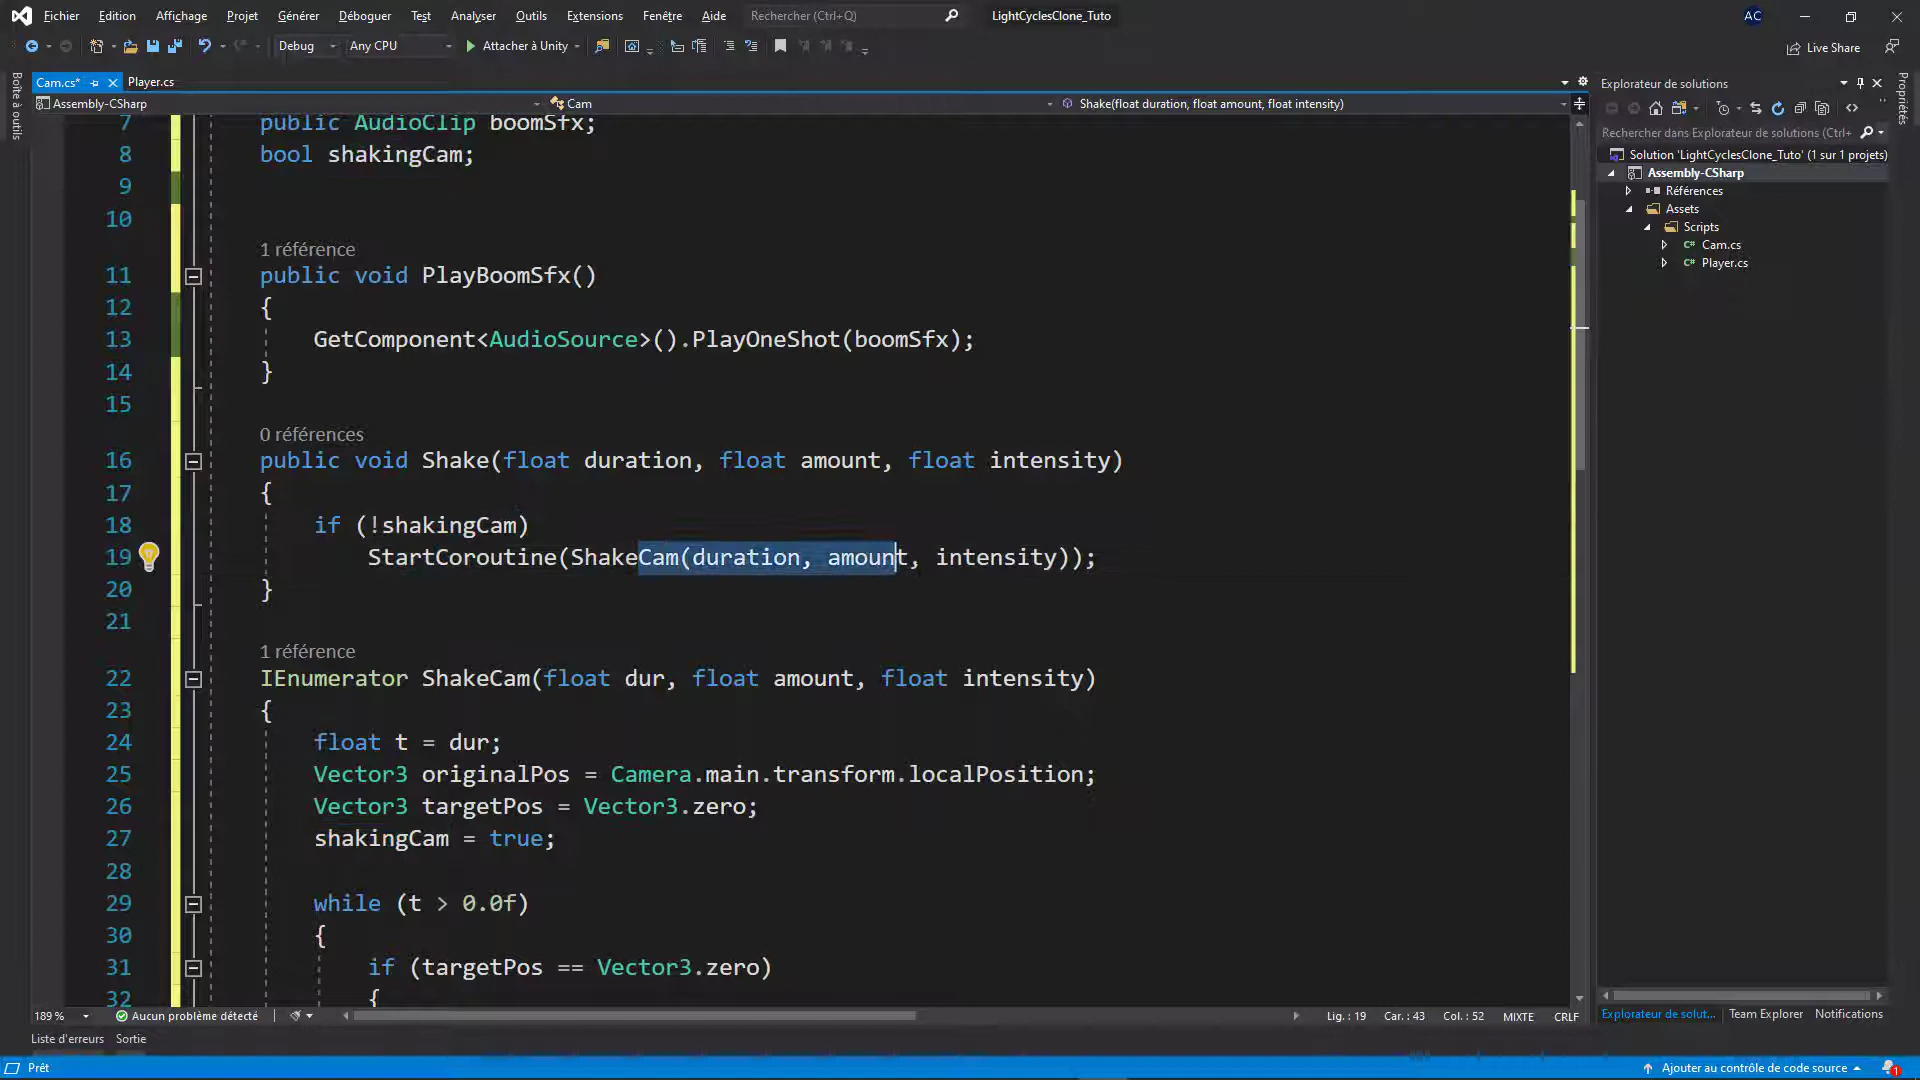 Fichier Edition Affichage Projet Générer Déboguer Test Analyser Outils Extensions Fenêtre Aide Rechercher (Ctrl+Q) LightCyclesClone_Tuto AC
Debug Any CPU Attacher à Unity Live Share
Cam.cs* Player.cs
Assembly-CSharp Cam Shake(float duration, float amount, float intensity)
Boîte à outils
7 public AudioClip boomSfx;
8 bool shakingCam;
9
10
1 référence
11 public void PlayBoomSfx()
12 {
13 GetComponent<AudioSource>().PlayOneShot(boomSfx);
14 }
15
0 références
16 public void Shake(float duration, float amount, float intensity)
17 {
18 if (!shakingCam)
19 StartCoroutine(ShakeCam(duration, amount, intensity));
20 }
21
1 référence
22 IEnumerator ShakeCam(float dur, float amount, float intensity)
23 {
24 float t = dur;
25 Vector3 originalPos = Camera.main.transform.localPosition;
26 Vector3 targetPos = Vector3.zero;
27 shakingCam = true;
28
29 while (t > 0.0f)
30 {
31 if (targetPos == Vector3.zero)
32 {
189 % Aucun problème détecté Lig. : 19 Car. : 43 Col. : 52 MIXTE CRLF
Liste d'erreurs Sortie
Prêt
Explorateur de solutions
Rechercher dans Explorateur de solutions (Ctrl+
Solution 'LightCyclesClone_Tuto' (1 sur 1 projets)
Assembly-CSharp
Références
Assets
Scripts
C# Cam.cs
C# Player.cs
Explorateur de solut... Team Explorer Notifications
Propriétés
Ajouter au contrôle de code source 1